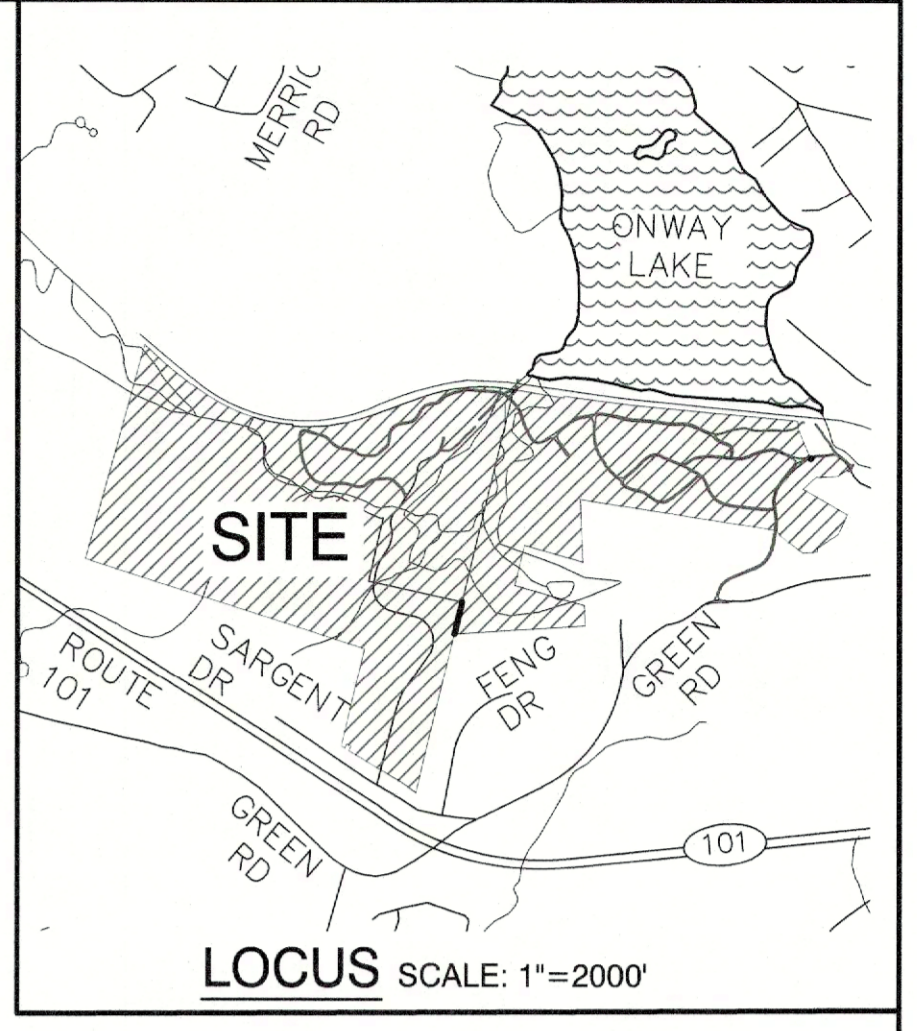 MERRIC
RD
ONWAY
LAKE
SITE
SARGENT
DR
ROUTE
101
FENG
DR
GREEN
RD
GREEN
RD
101
LOCUS SCALE: 1"=2000'